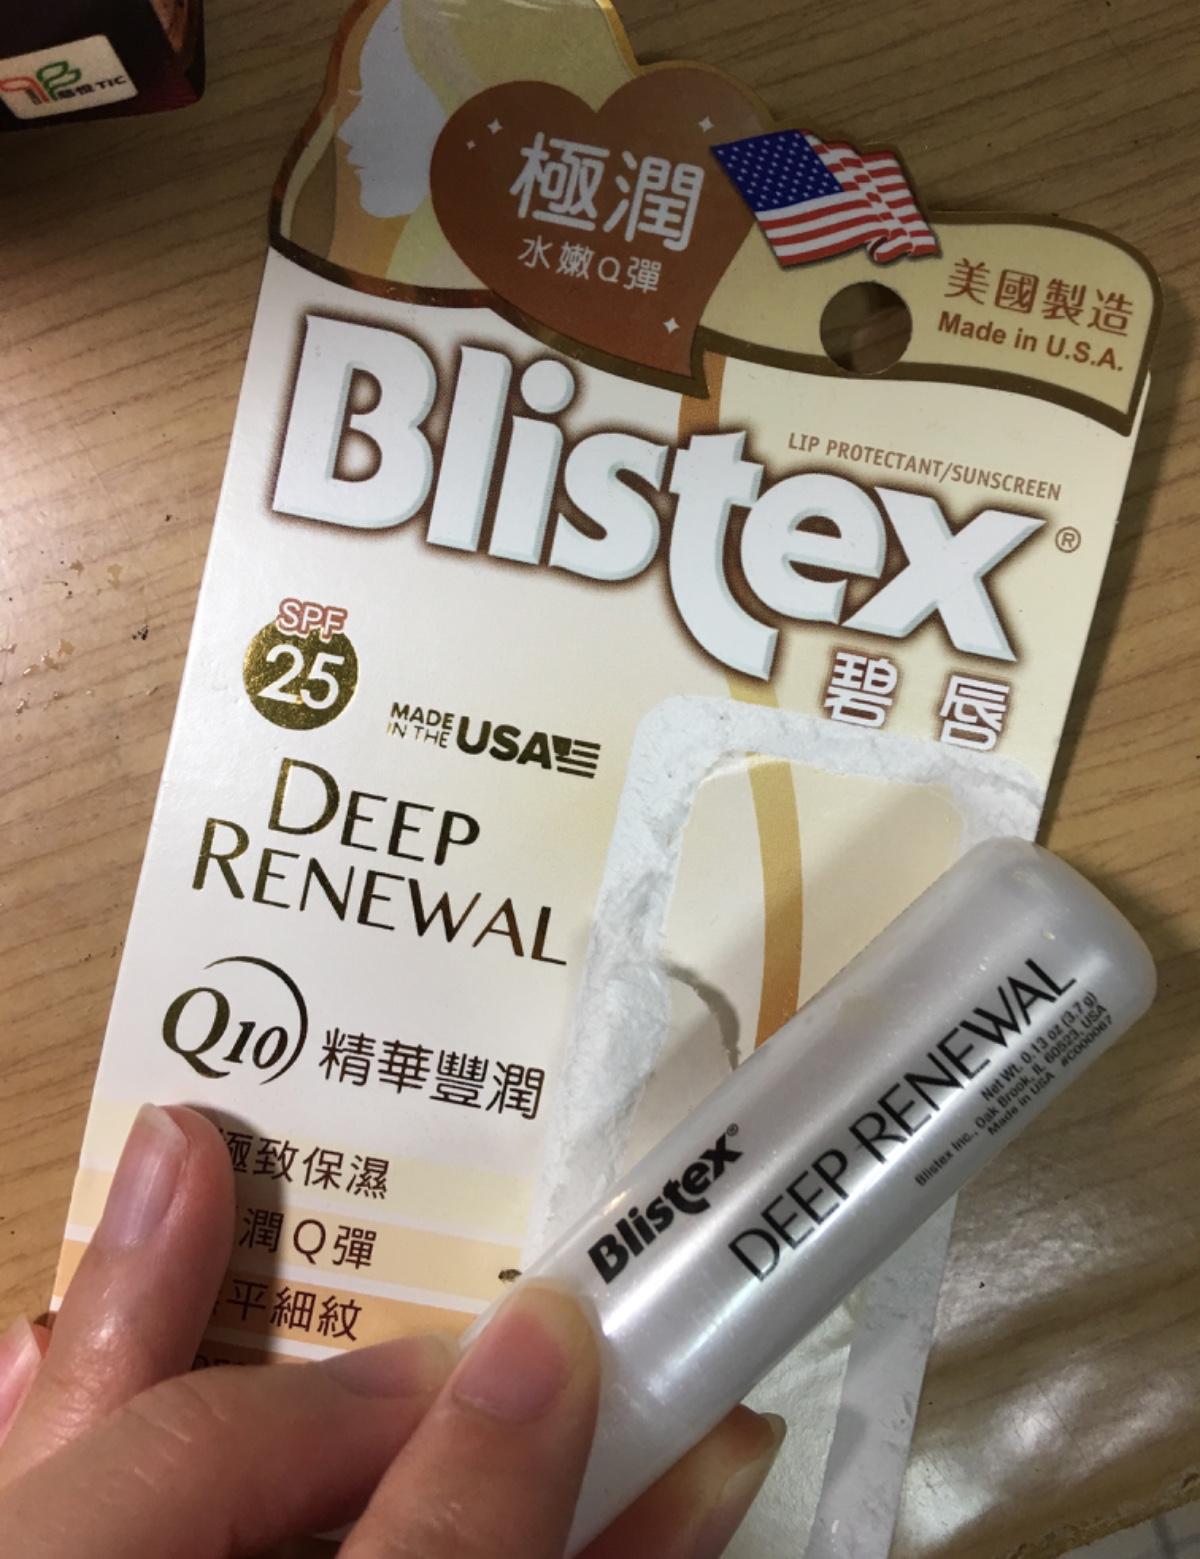 TTC
極潤
水嫩Q彈
美國製造
Made in U.S.A.
Blistex®
LIP PROTECTANT/SUNSCREEN
碧唇
SPF
25
MADE
IN THE
USA
DEEP
RENEWAL
Q10
精華豐潤
極致保濕
潤Q彈
平細紋
Blistex®
DEEP RENEWAL
Net Wt. 0.13 oz (3.7 g)
Blistex Inc., Oak Brook, IL 60523, USA
Made in USA #C000067